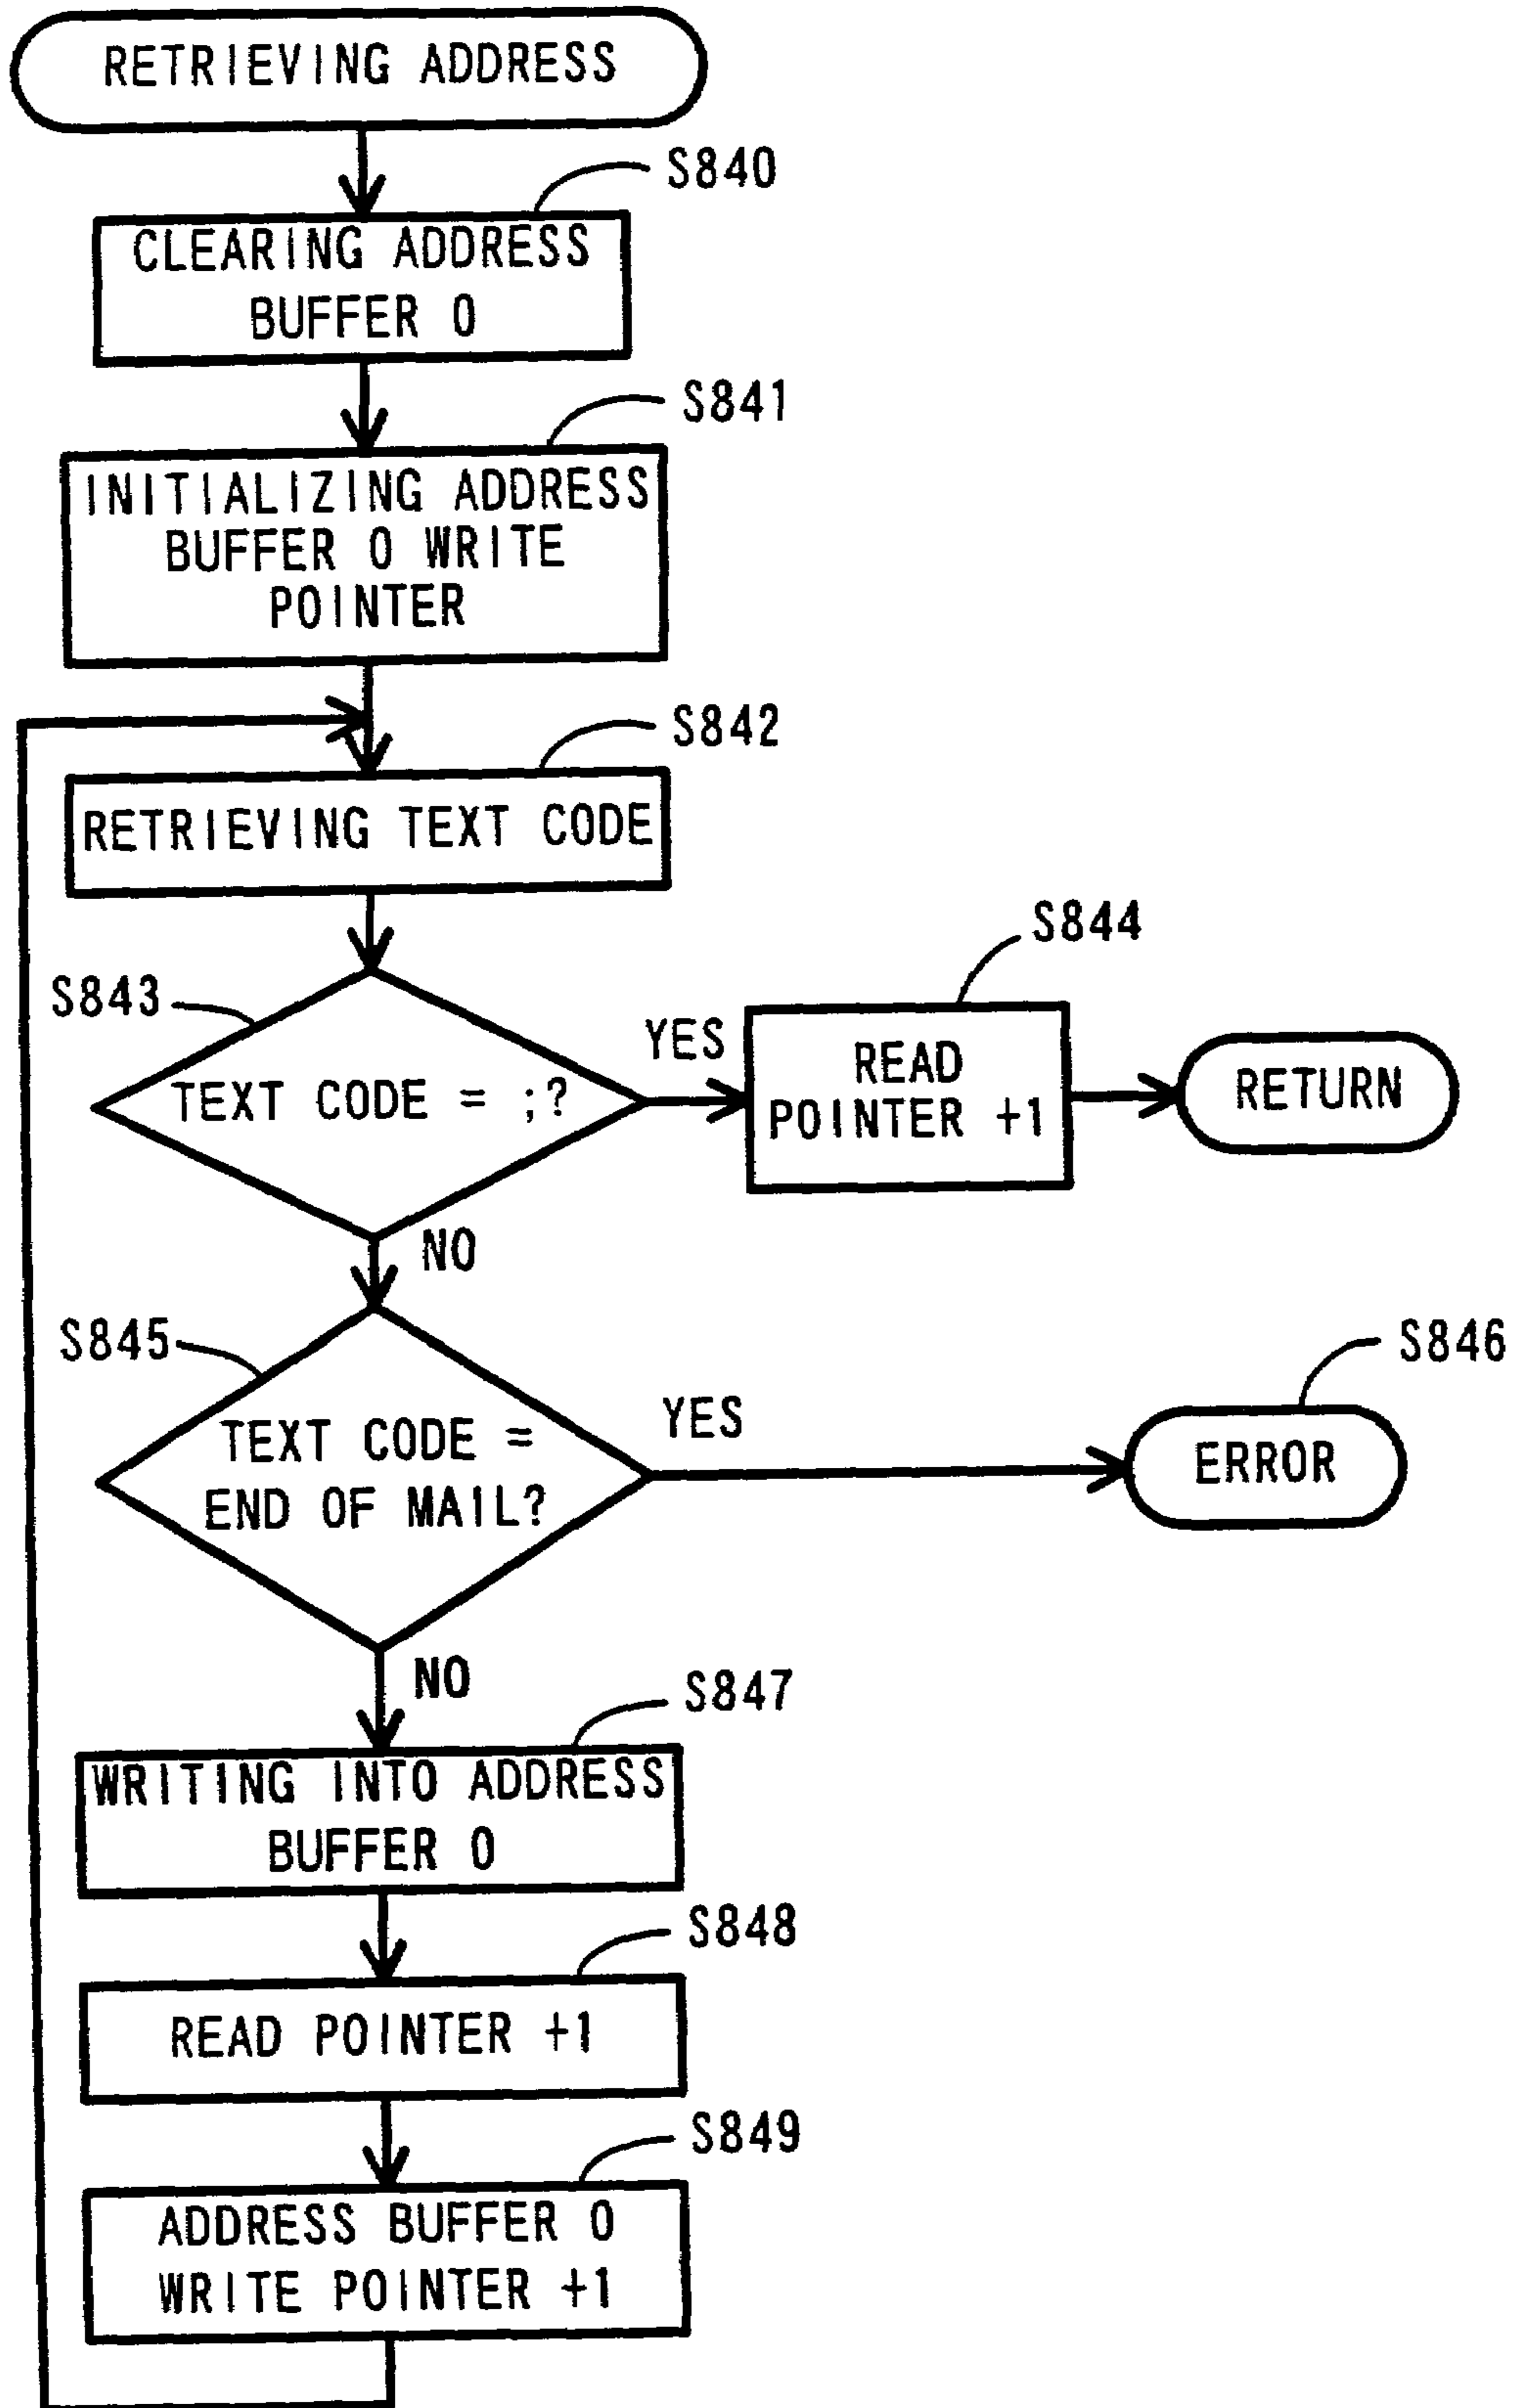 RETRIEVING ADDRESS
S840
CLEARING ADDRESS
BUFFER 0
S841
INITIALIZING ADDRESS
BUFFER 0 WRITE
POINTER
S842
RETRIEVING TEXT CODE
S843
TEXT CODE = ;?
YES
S844
READ
POINTER +1
RETURN
NO
S845
TEXT CODE =
END OF MAIL?
YES
S846
ERROR
NO
S847
WRITING INTO ADDRESS
BUFFER 0
S848
READ POINTER +1
S849
ADDRESS BUFFER 0
WRITE POINTER +1